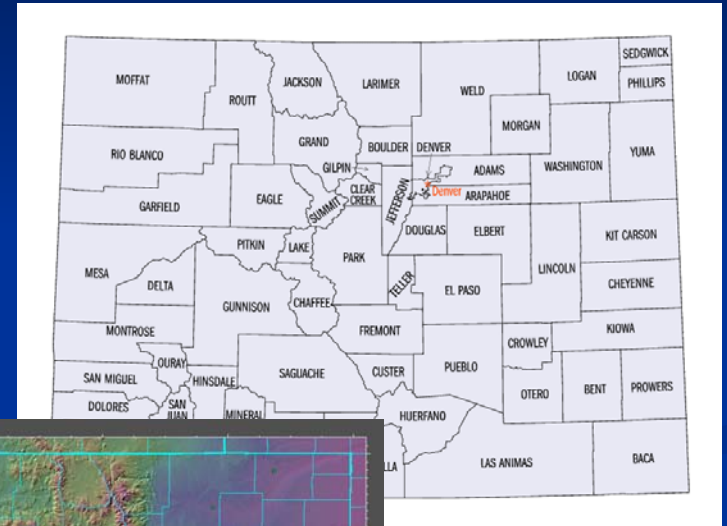 SEDGWICK
MOFFAT
JACKSON
LARIMER
LOGAN
PHILLIPS
ROUTT
WELD
MORGAN
GRAND
BOULDER
DENVER
YUMA
RIO BLANCO
GILPIN
ADAMS
WASHINGTON
EAGLE
SUMMIT
CLEAR
CREEK
JEFFERSON
Denver
ARAPAHOE
GARFIELD
PITKIN
LAKE
PARK
DOUGLAS
ELBERT
KIT CARSON
MESA
DELTA
LINCOLN
GUNNISON
CHAFFEE
TELLER
EL PASO
CHEYENNE
MONTROSE
FREMONT
CROWLEY
KIOWA
OURAY
SAN MIGUEL
HINSDALE
SAGUACHE
CUSTER
PUEBLO
OTERO
BENT
PROWERS
DOLORES
SAN
JUAN
MINERAL
HUERFANO
LLA
LAS ANIMAS
BACA